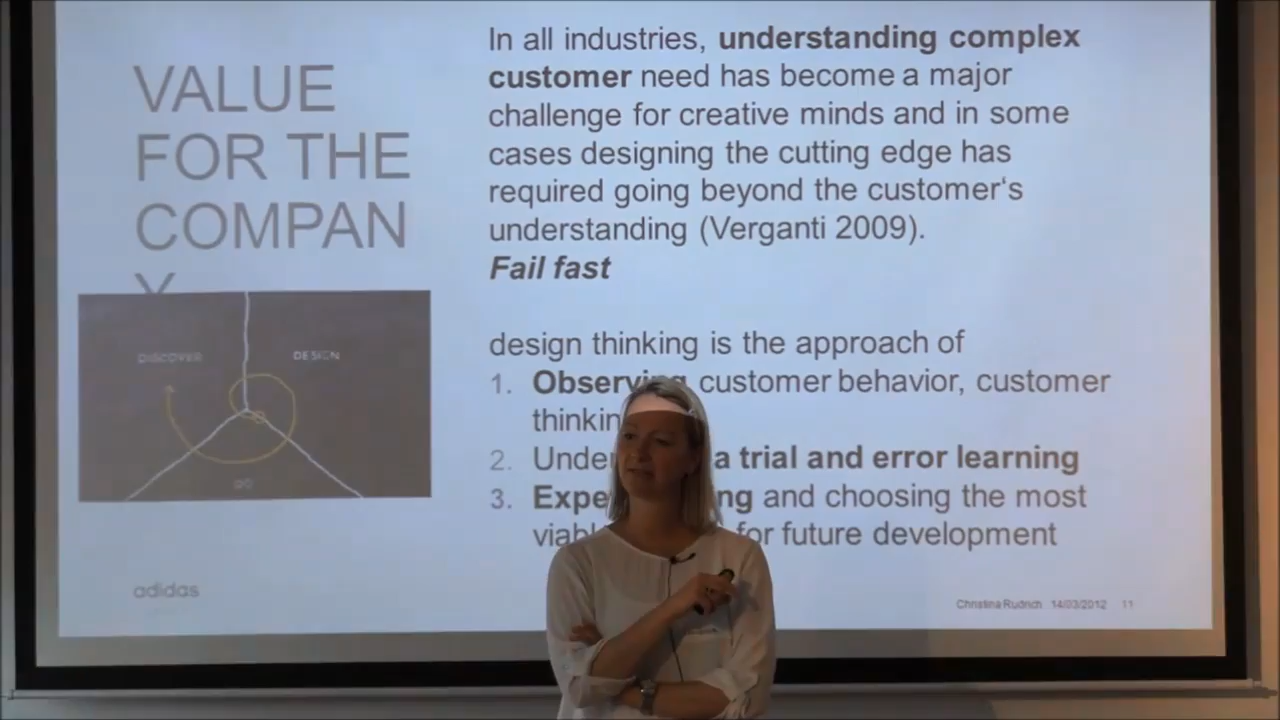 VALUE
FOR THE
COMPAN
Y
In all industries, understanding complex
customer need has become a major
challenge for creative minds and in some
cases designing the cutting edge has
required going beyond the customer‘s
understanding (Verganti 2009).
Fail fast
design thinking is the approach of
1. Observing customer behavior, customer
2. a trial and error learning
3. and choosing the most
for future development
DISCOVER
DESIGN
DO
adidas
Christina Rudrich 14/03/2012 11